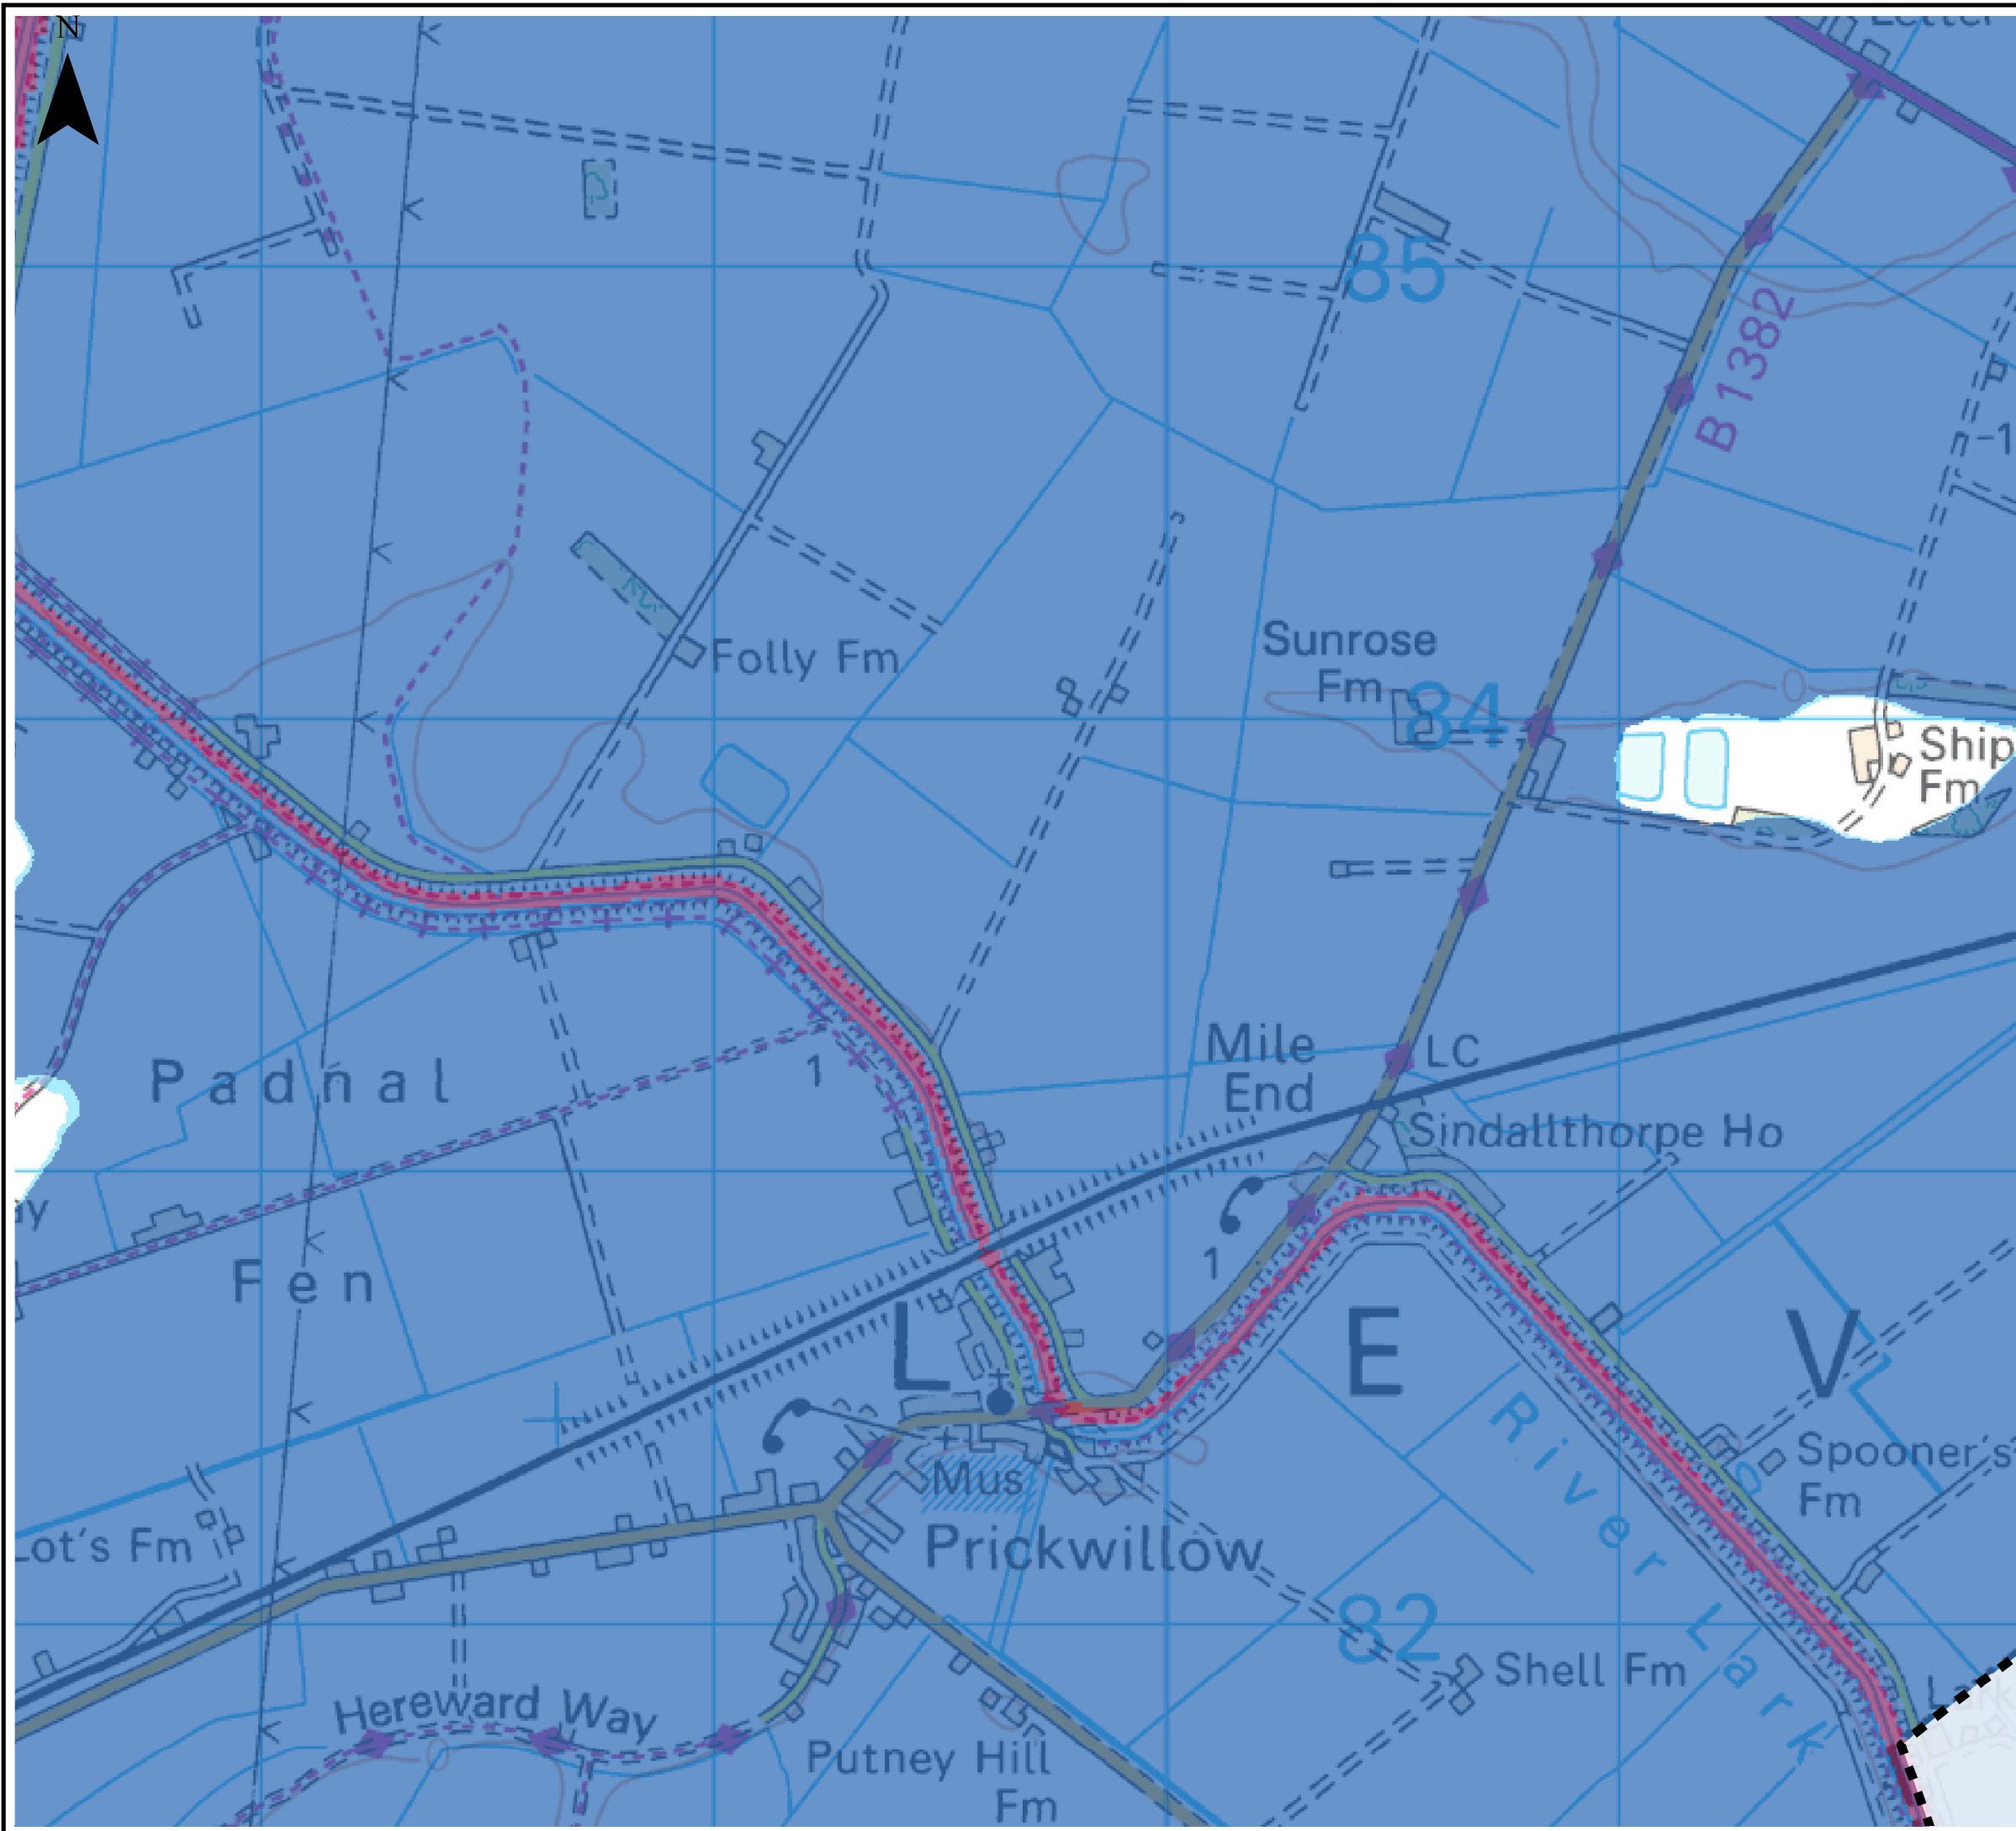 N
85
B 1382
-1
Folly Fm
Sunrose
Fm
84
Ship
Fm
Mile
End
LC
Padnal
1
Sindallthorpe Ho
Fen
1
L
E
V
River Lark
Mus
Spooner's
Fm
Lot's Fm
Prickwillow
82
Shell Fm
Hereward Way
Putney Hill
Fm